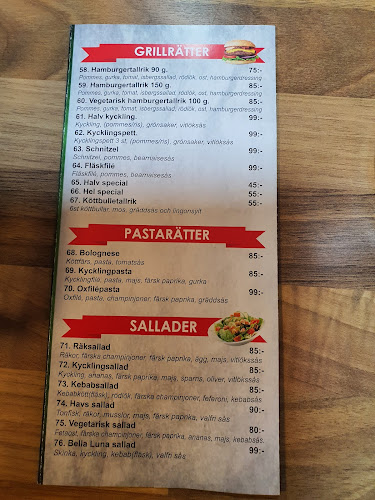 GRILLRÄTTER
58. Hamburgertallrik 90 g. 75:-
Pommes, gurka, tomat, isbergssallad, rödlök, ost, hamburgerdressing
59. Hamburgertallrik 150 g. 85:-
Pommes, gurka, tomat, isbergssallad, rödlök, ost, hamburgerdressing
60. Vegetarisk hamburgertallrik 100 g. 85:-
Pommes, gurka, tomat, isbergssallad, rödlök, ost, hamburgerdressing
61. Halv kyckling. 99:-
Kyckling, (pommes/ris), grönsaker, vitlökssås
62. Kycklingspett. 99:-
Kycklingspett 3 st, (pommes/ris), grönsaker, vitlökssås
63. Schnitzel 99:-
Schnitzel, pommes, bearnaisesås
64. Fläskfilé 99:-
Fläskfilé, pommes, bearnaisesås
65. Halv special 45:-
66. Hel special 55:-
67. Köttbulletallrik 55:-
6st köttbullar, mos, gräddsås och lingonsylt
PASTARÄTTER
68. Bolognese 85:-
Köttfärs, pasta, tomatsås
69. Kycklingpasta 85:-
Kycklingfilé, pasta, majs, färsk paprika, gurka
70. Oxfilépasta 99:-
Oxfilé, pasta, champinjoner, färsk paprika, gräddsås
SALLADER
71. Räksallad 85:-
Räkor, färska champinjoner, färsk paprika, ägg, majs, vitlökssås
72. Kycklingsallad 85:-
Kyckling, ananas, färsk paprika, majs, sparris, oliver, vitlökssås
73. Kebabsallad 85:-
Kebabkött(fläsk), rödlök, färska champinjoner, feferoni, kebabsås
74. Havs sallad 90:-
Tonfisk, räkor, musslor, majs, färsk paprika, valfri sås
75. Vegetarisk sallad 80:-
Fetaost, färska champinjoner, färsk paprika, ananas, majs, kebabsås
76. Bella Luna sallad 99:-
Skinka, kyckling, kebab(fläsk), valfri sås